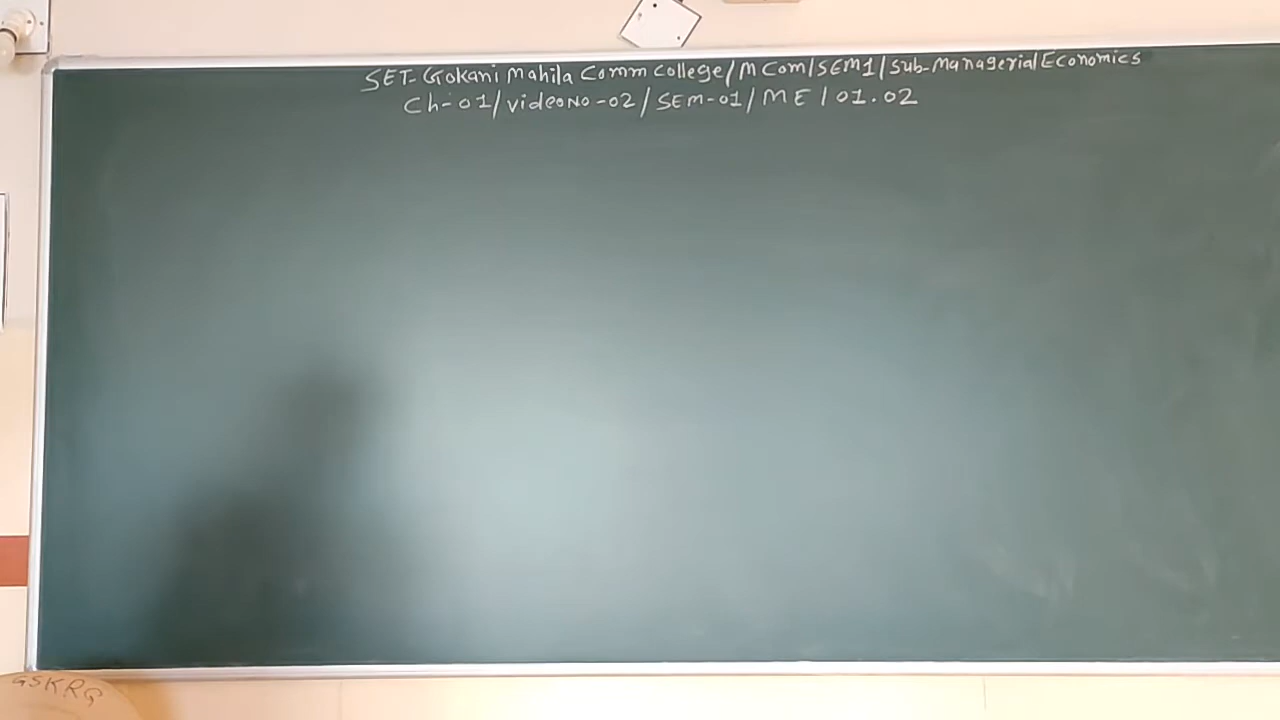 SET-Gokani Mahila Comm College/M Com/SEM1/Sub-Managerial Economics
Ch-01/videoNo-02/SEM-01/ME/01.02
GSKRG